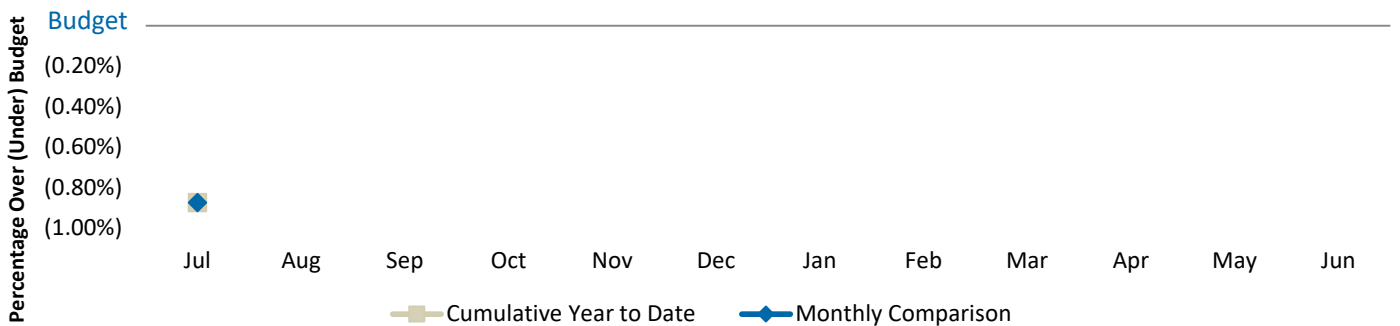 Percentage Over (Under) Budget
Budget
(0.20%)
(0.40%)
(0.60%)
(0.80%)
(1.00%)
Jul Aug Sep Oct Nov Dec Jan Feb Mar Apr May Jun
Cumulative Year to Date Monthly Comparison